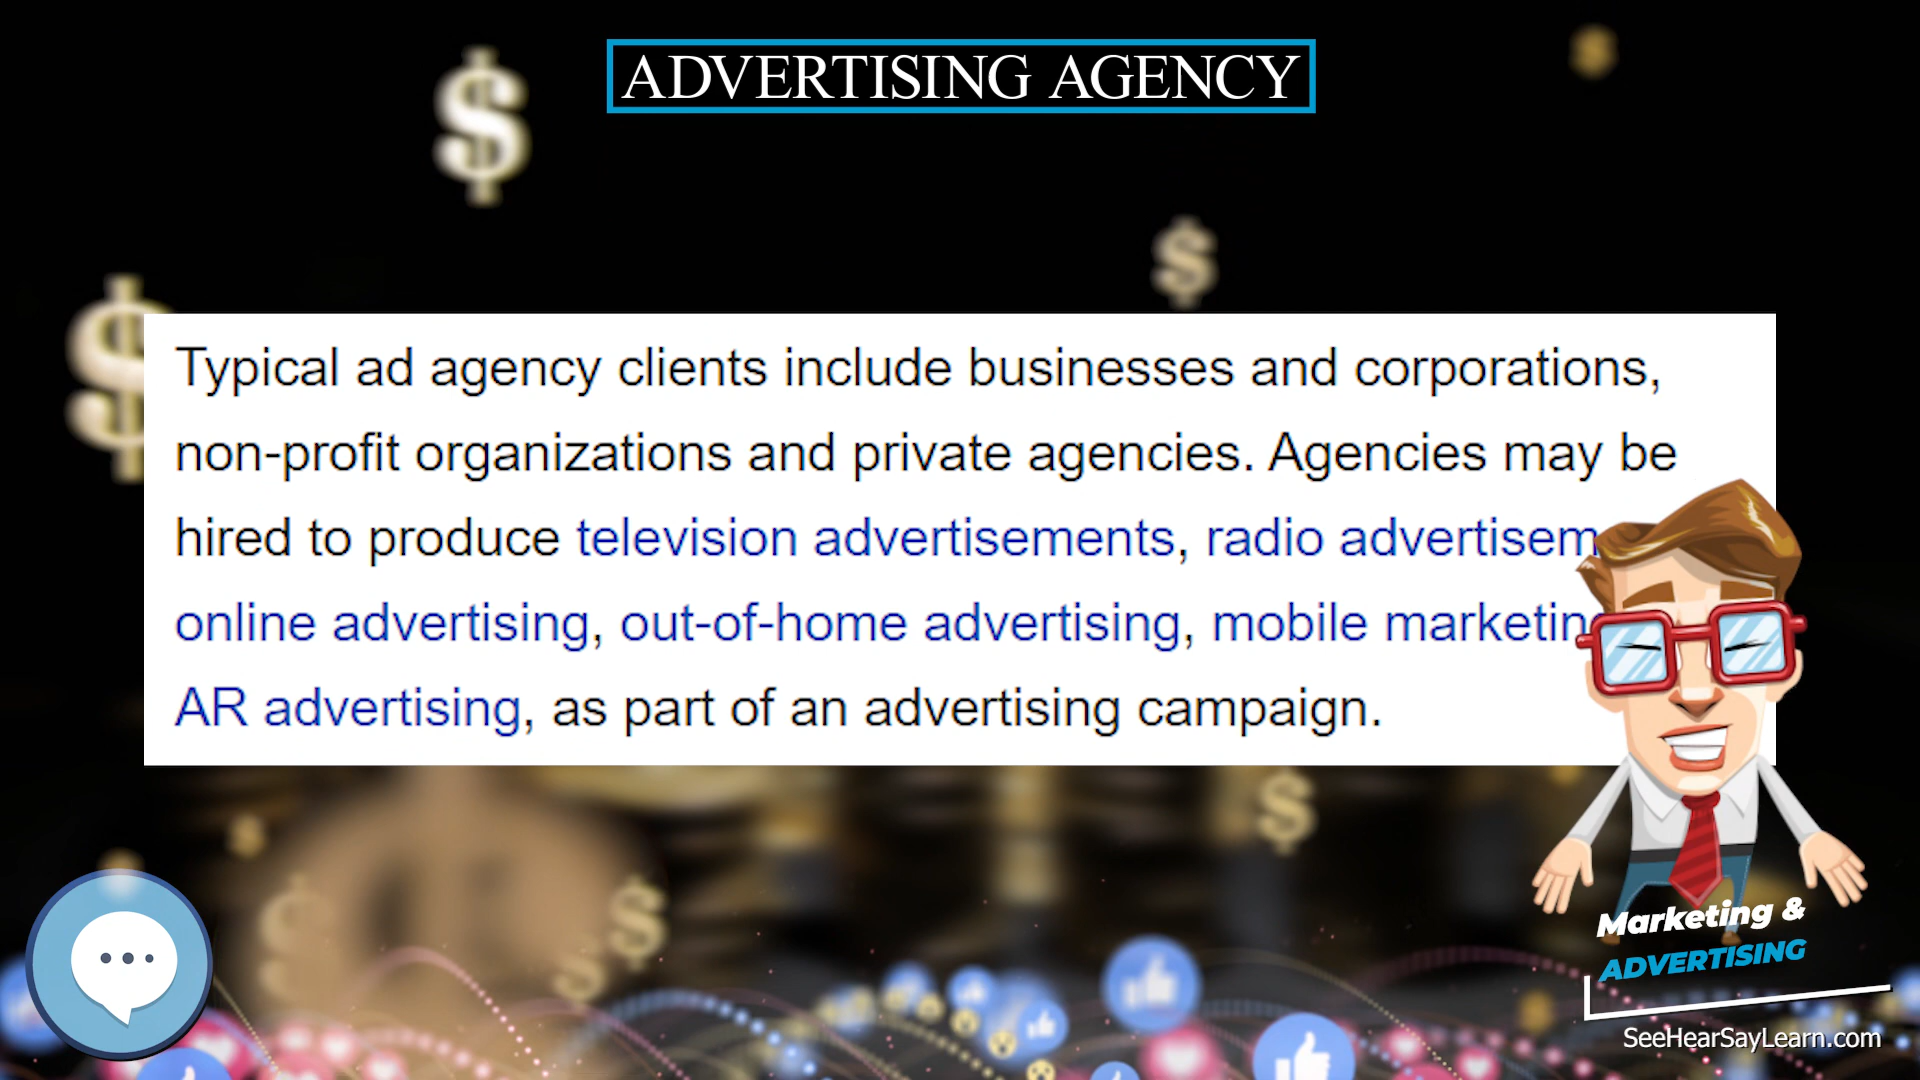 ADVERTISING AGENCY
Typical ad agency clients include businesses and corporations,
non-profit organizations and private agencies. Agencies may be
hired to produce television advertisements, radio
online advertising, out-of-home advertising, mobile
AR advertising, as part of an advertising campaign.
Marketing &
ADVERTISING
SeeHearSayLearn.com